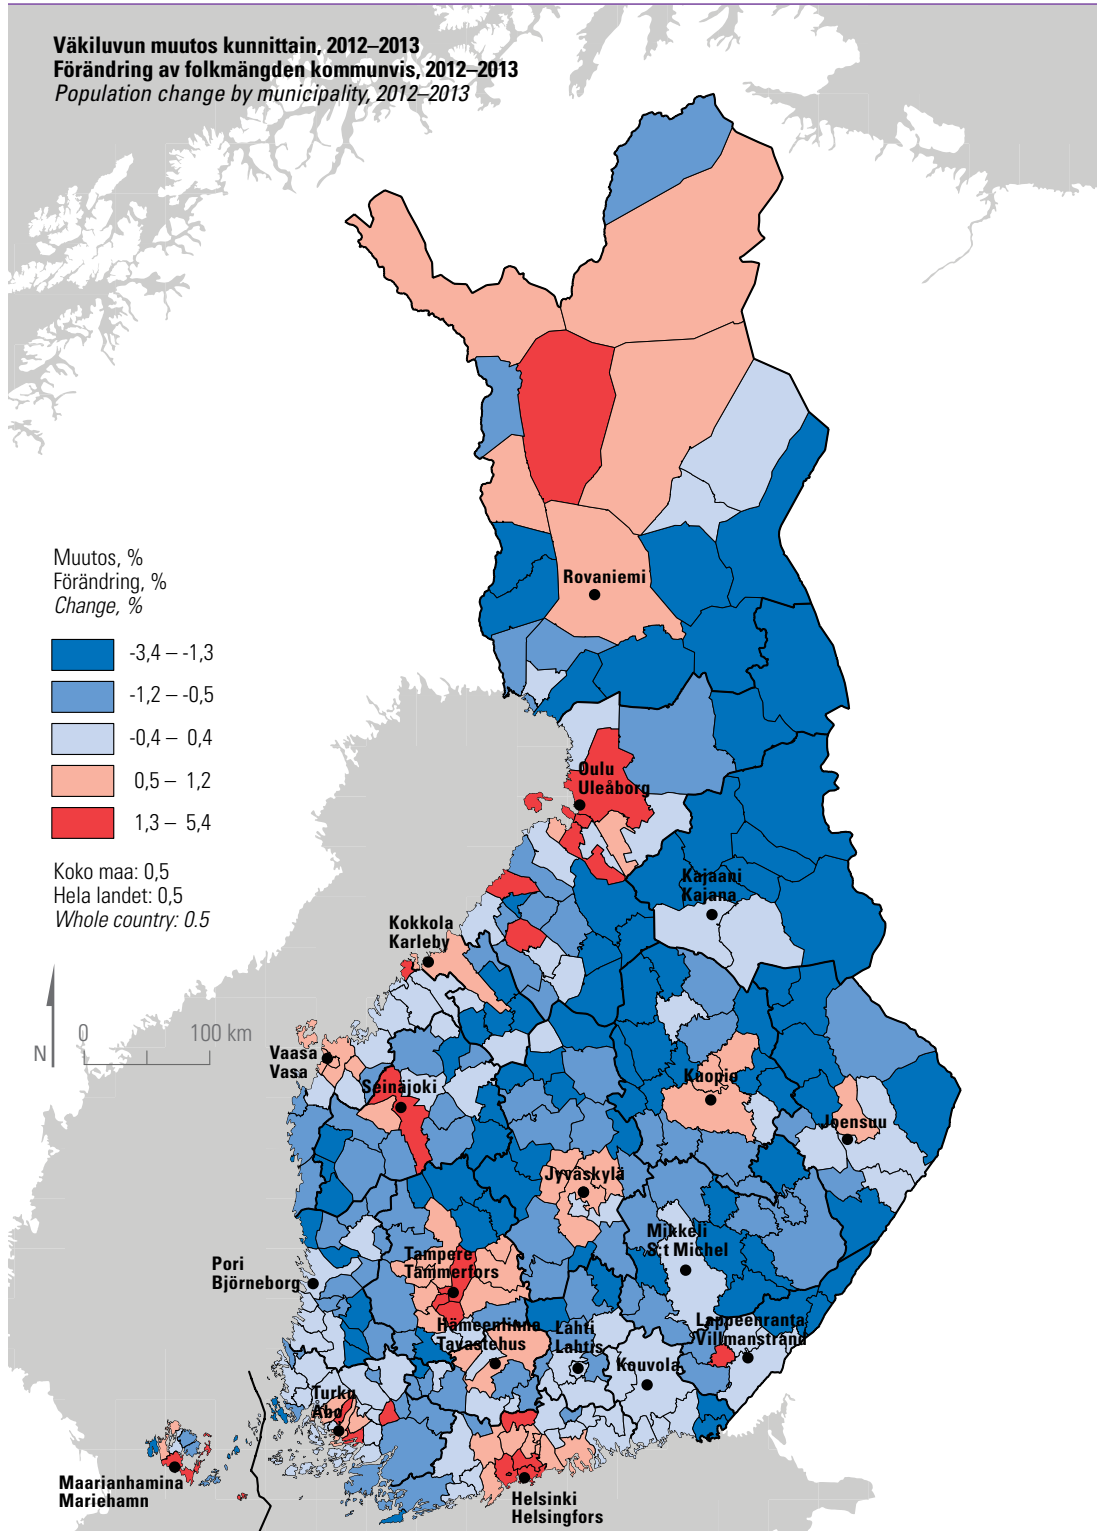 Väkiluvun muutos kunnittain, 2012–2013
Förändring av folkmängden kommunvis, 2012–2013
Population change by municipality, 2012–2013
Muutos, %
Förändring, %
Change, %
-3,4 – -1,3
-1,2 – -0,5
-0,4 – 0,4
0,5 – 1,2
1,3 – 5,4
Koko maa: 0,5
Hela landet: 0,5
Whole country: 0.5
N
0
100 km
Rovaniemi
Oulu
Uleåborg
Kajaani
Kajana
Kokkola
Karleby
Vaasa
Vasa
Seinäjoki
Kuopio
Joensuu
Jyväskylä
Mikkeli
S:t Michel
Pori
Björneborg
Tampere
Tammerfors
Hämeenlinna
Tavastehus
Lahti
Lahtis
Kouvola
Lappeenranta
Villmanstrand
Turku
Åbo
Maarianhamina
Mariehamn
Helsinki
Helsingfors